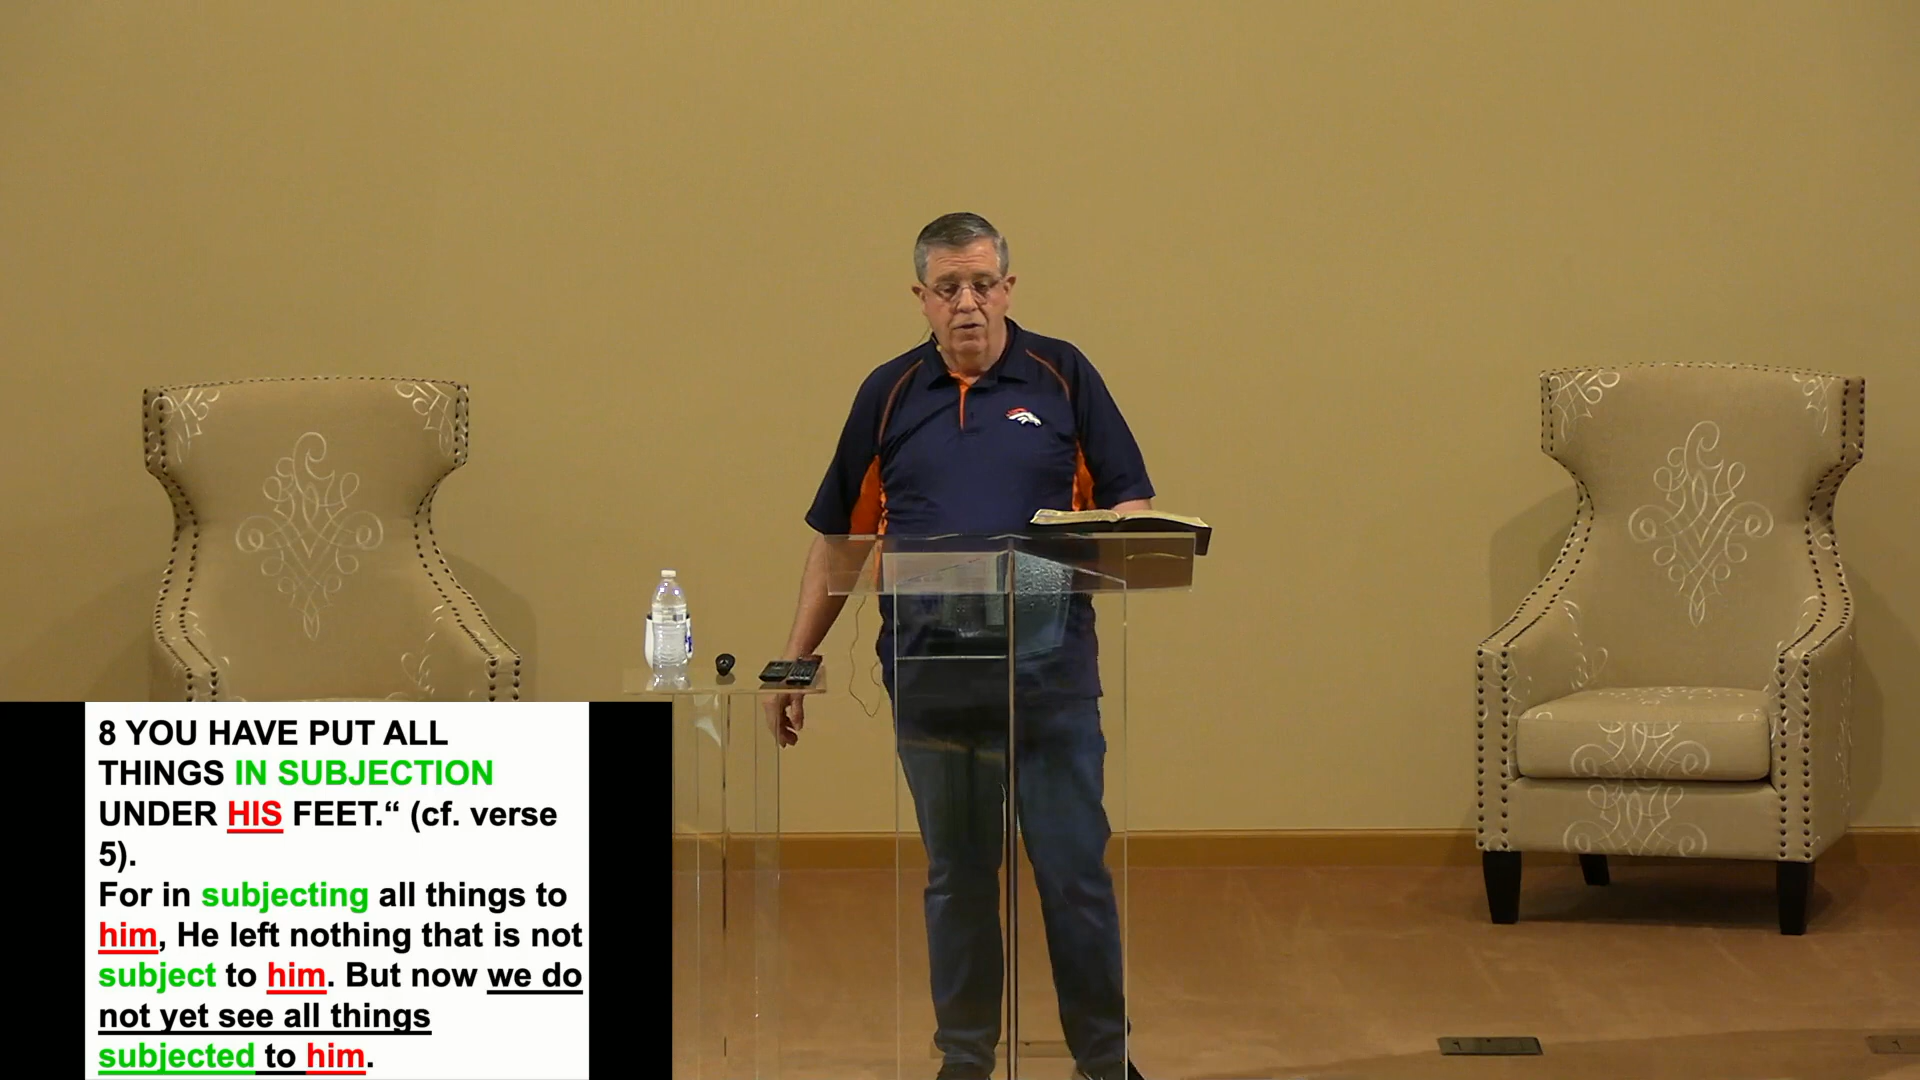 8 YOU HAVE PUT ALL
THINGS IN SUBJECTION
UNDER HIS FEET.“ (cf. verse
5).
For in subjecting all things to
him, He left nothing that is not
subject to him. But now we do
not yet see all things
subjected to him.